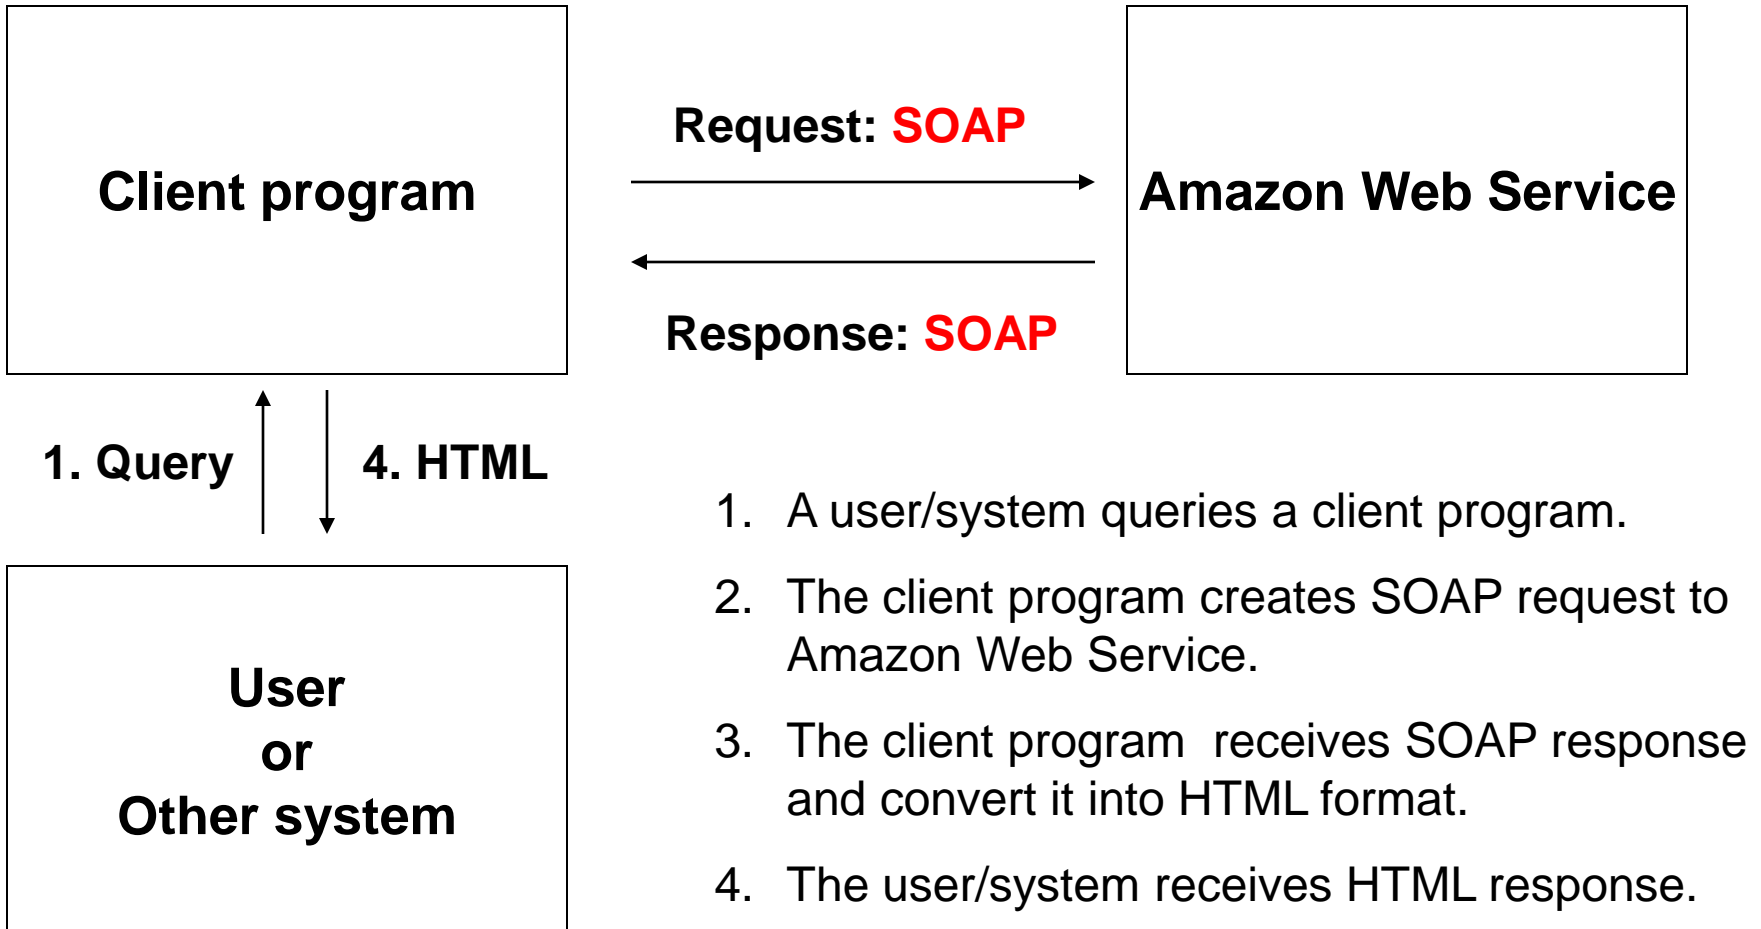 Client program
Request: SOAP
Response: SOAP
Amazon Web Service
1. Query
4. HTML
User
or
Other system
1. A user/system queries a client program.
2. The client program creates SOAP request to
Amazon Web Service.
3. The client program  receives SOAP response
and convert it into HTML format.
4. The user/system receives HTML response.